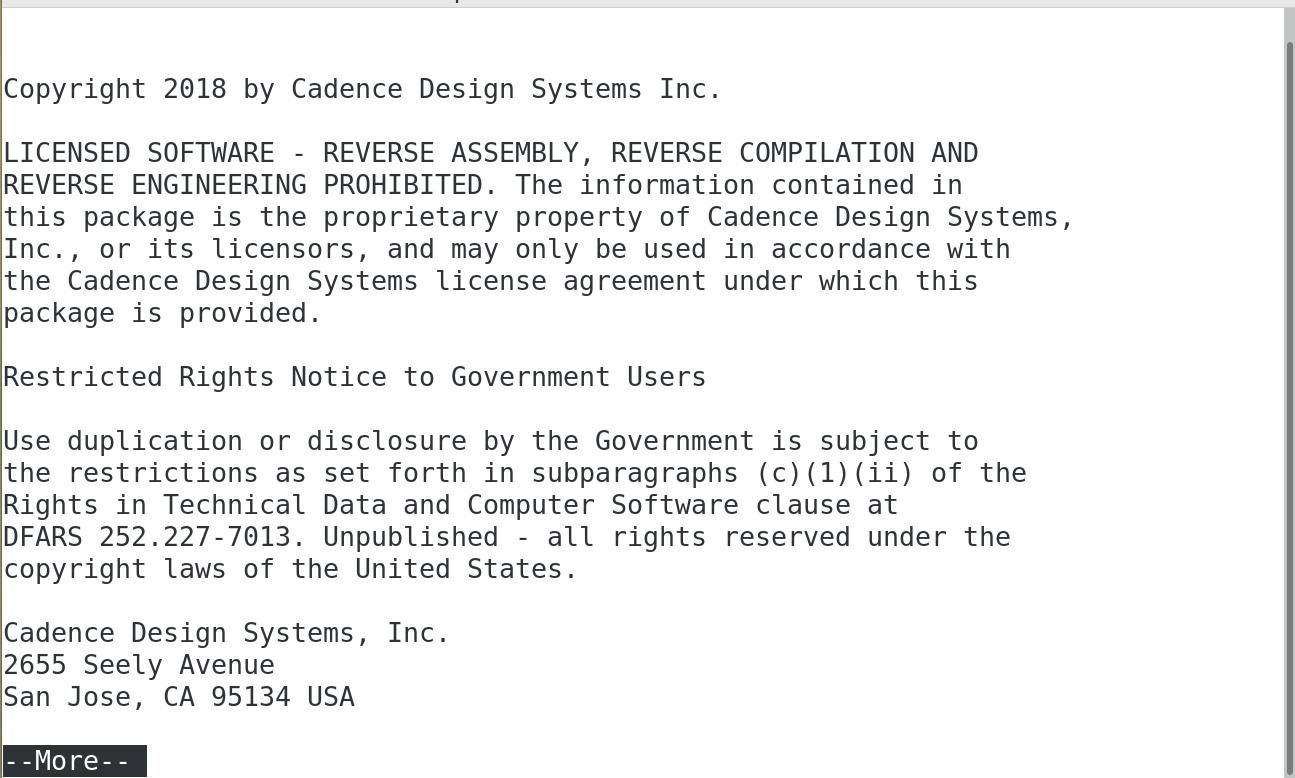 Copyright 2018 by Cadence Design Systems Inc.
LICENSED SOFTWARE - REVERSE ASSEMBLY, REVERSE COMPILATION AND
REVERSE ENGINEERING PROHIBITED. The information contained in
this package is the proprietary property of Cadence Design Systems,
Inc., or its licensors, and may only be used in accordance with
the Cadence Design Systems license agreement under which this
package is provided.
Restricted Rights Notice to Government Users
Use duplication or disclosure by the Government is subject to
the restrictions as set forth in subparagraphs (c)(1)(ii) of the
Rights in Technical Data and Computer Software clause at
DFARS 252.227-7013. Unpublished - all rights reserved under the
copyright laws of the United States.
Cadence Design Systems, Inc.
2655 Seely Avenue
San Jose, CA 95134 USA
--More--